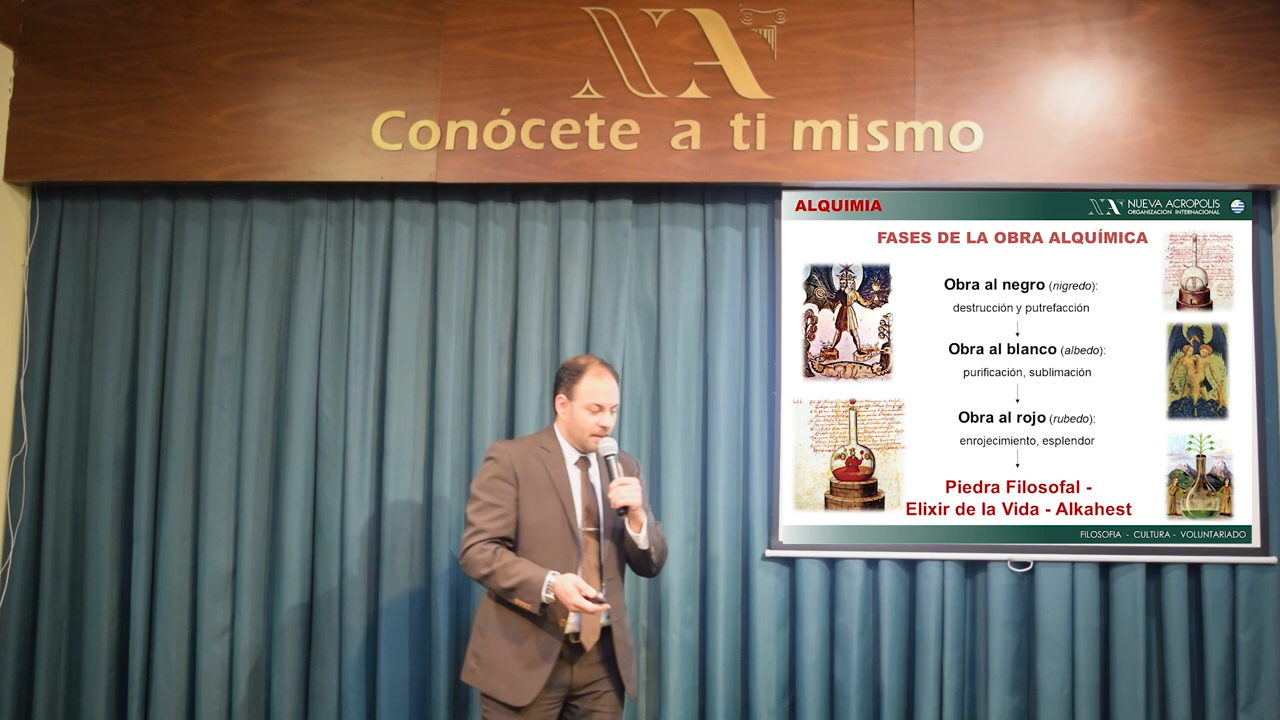 NA
Conócete a ti mismo
ALQUIMIA
NUEVA ACROPOLIS
ORGANIZACION INTERNACIONAL
FASES DE LA OBRA ALQUÍMICA
Obra al negro (nigredo):
destrucción y putrefacción
Obra al blanco (albedo):
purificación, sublimación
Obra al rojo (rubedo):
enrojecimiento, esplendor
Piedra Filosofal -
Elixir de la Vida - Alkahest
FILOSOFIA - CULTURA - VOLUNTARIADO